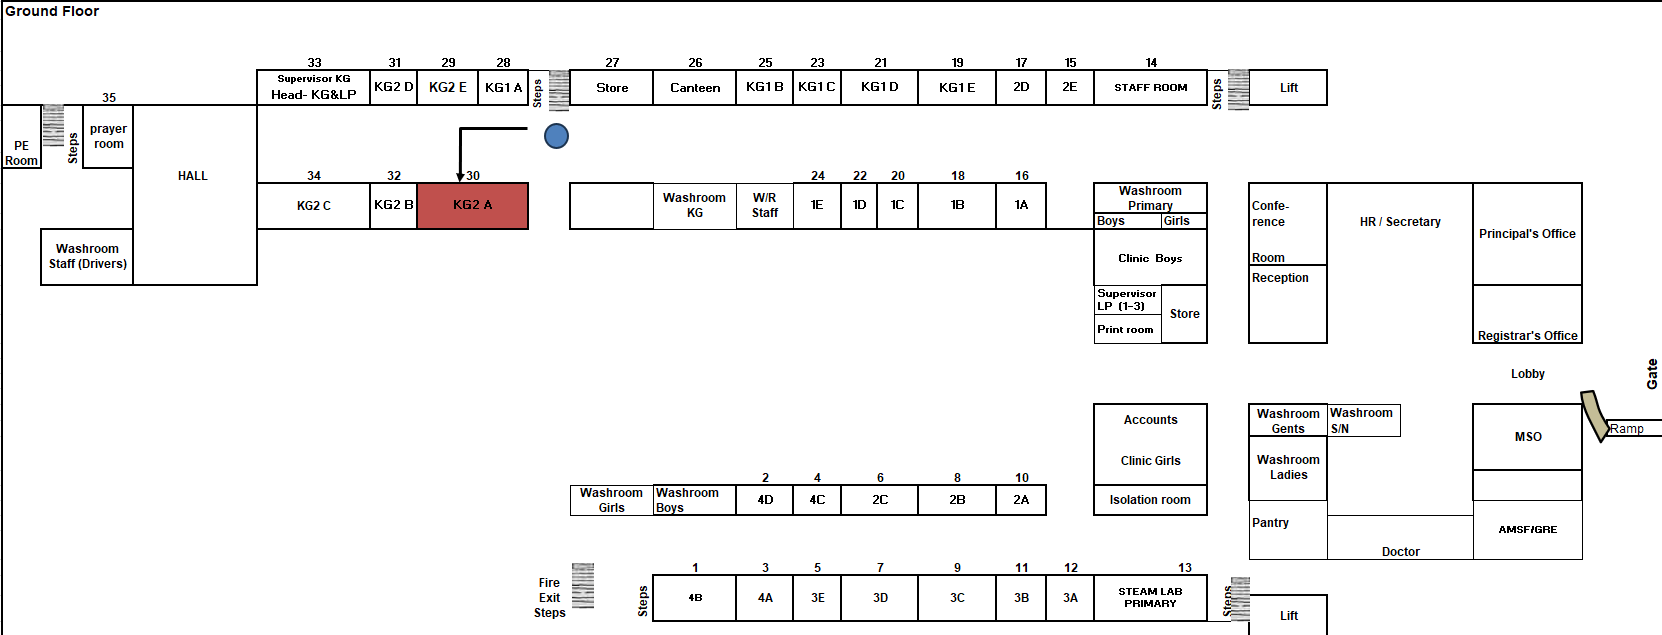 Ground Floor
33
31
29
28
27
26
25
23
21
19
17
15
14
Supervisor KG
Head- KG&LP
KG2 D
KG2 E
KG1 A
Steps
Store
Canteen
KG1 B
KG1 C
KG1 D
KG1 E
2D
2E
STAFF ROOM
Steps
Lift
35
PE
Room
Steps
prayer
room
HALL
34
32
30
24
22
20
18
16
KG2 C
KG2 B
KG2 A
Washroom
KG
W/R
Staff
1E
1D
1C
1B
1A
Washroom
Primary
Boys
Girls
Confe-
rence
Room
HR / Secretary
Principal's Office
Washroom
Staff (Drivers)
Clinic Boys
Reception
Supervisor
LP (1-3)
Store
Print room
Registrar's Office
Lobby
Gate
Accounts
Clinic Girls
Isolation room
Washroom
Gents
Washroom
S/N
MSO
Ramp
Washroom
Ladies
2
4
6
8
10
Washroom
Girls
Washroom
Boys
4D
4C
2C
2B
2A
Pantry
Doctor
AMSF/GRE
1
3
5
7
9
11
12
13
Fire
Exit
Steps
Steps
4B
4A
3E
3D
3C
3B
3A
STEAM LAB
PRIMARY
Steps
Lift